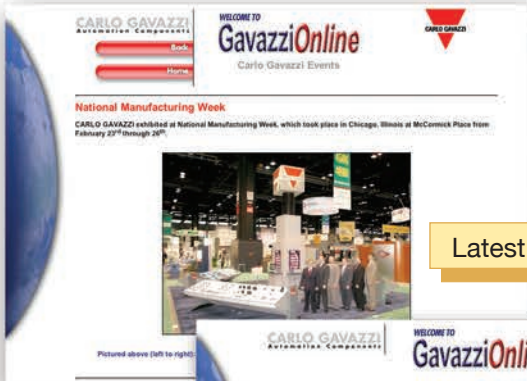 CARLO GAVAZZI
Automation Components
Back
Home
WELCOME TO
GavazziOnline
Carlo Gavazzi Events
CARLO GAVAZZI
National Manufacturing Week
CARLO GAVAZZI exhibited at National Manufacturing Week, which took place in Chicago, Illinois at McCormick Place from
February 23rd through 26th.
Latest
Pictured above (left to right):
CARLO GAVAZZI
Automation Components
WELCOME TO
GavazziOnli